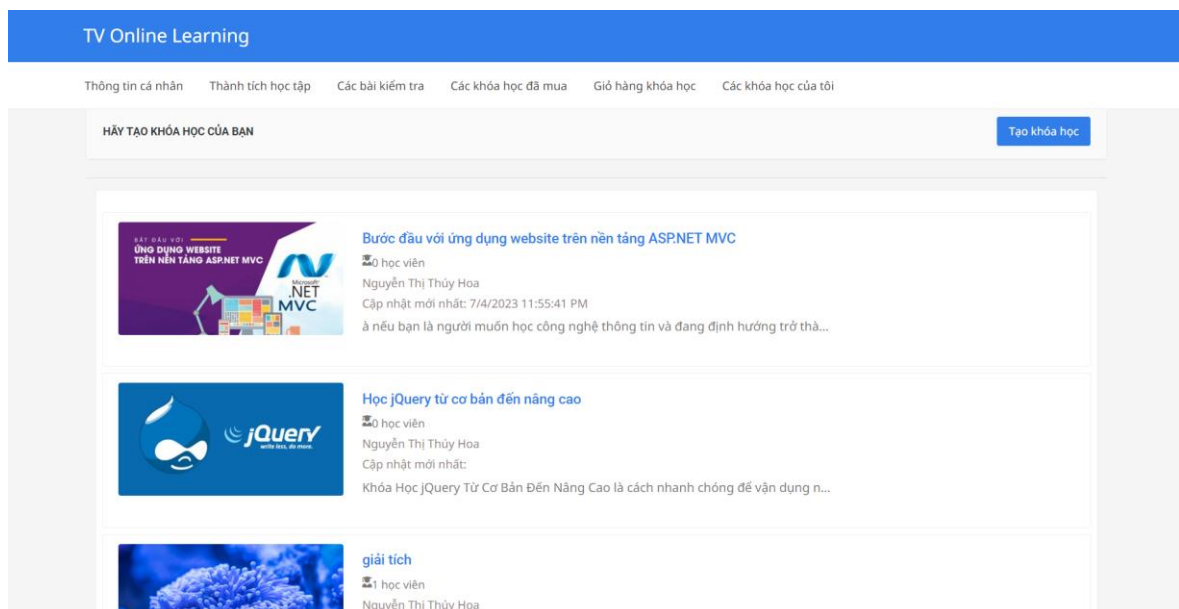 TV Online Learning
Thông tin cá nhân Thành tích học tập Các bài kiểm tra Các khóa học đã mua Giỏ hàng khóa học Các khóa học của tôi
HÃY TẠO KHÓA HỌC CỦA BẠN
Tạo khóa học
BẮT ĐẦU VỚI
ỨNG DỤNG WEBSITE
TRÊN NỀN TẢNG ASP.NET MVC
Microsoft
.NET
MVC
Bước đầu với ứng dụng website trên nền tảng ASP.NET MVC
0 học viên
Nguyễn Thị Thúy Hoa
Cập nhật mới nhất: 7/4/2023 11:55:41 PM
à nếu bạn là người muốn học công nghệ thông tin và đang định hướng trở thà...
jQuery
write less, do more.
Học jQuery từ cơ bản đến nâng cao
0 học viên
Nguyễn Thị Thúy Hoa
Cập nhật mới nhất:
Khóa Học jQuery Từ Cơ Bản Đến Nâng Cao là cách nhanh chóng để vận dụng n...
giải tích
1 học viên
Nguyễn Thị Thúy Hoa